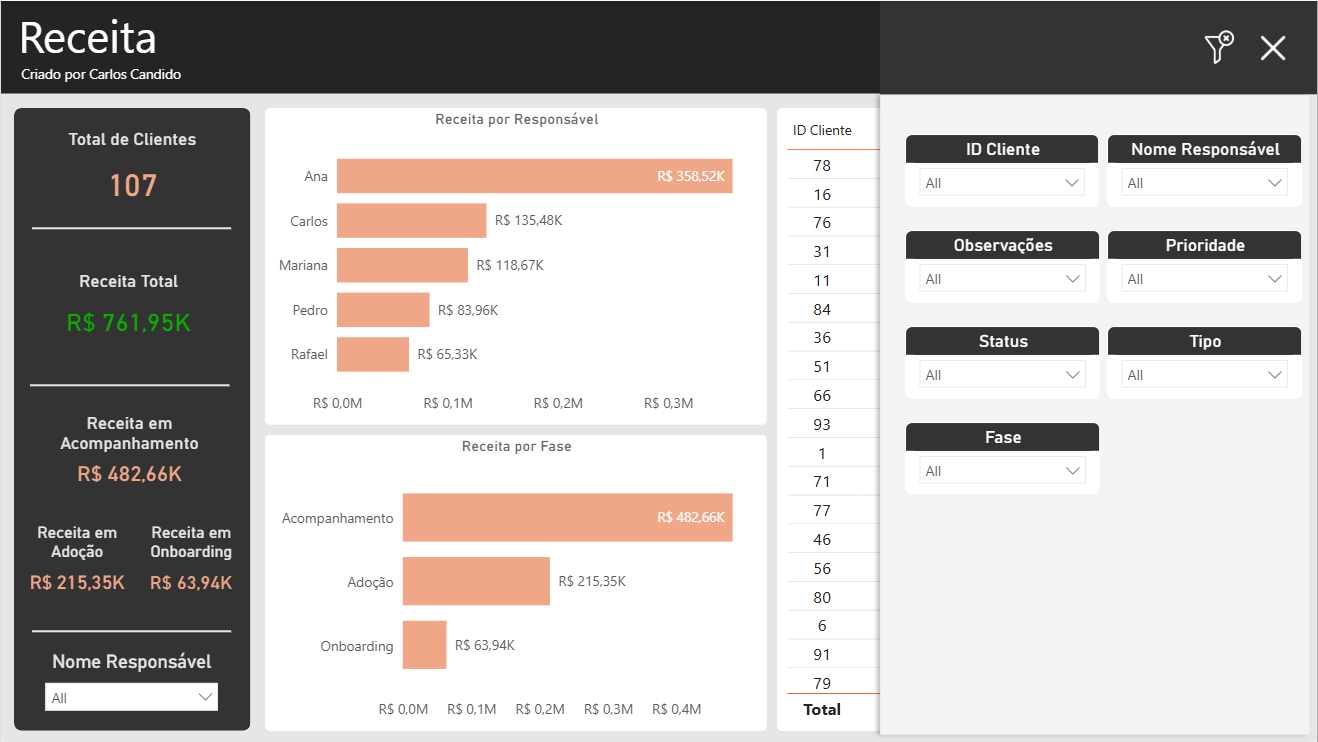 Receita
Criado por Carlos Candido
Total de Clientes
107
Receita Total
R$ 761,95K
Receita em
Acompanhamento
R$ 482,66K
Receita em
Adoção
R$ 215,35K
Receita em
Onboarding
R$ 63,94K
Nome Responsável
All
Receita por Responsável
Ana
R$ 358,52K
Carlos
R$ 135,48K
Mariana
R$ 118,67K
Pedro
R$ 83,96K
Rafael
R$ 65,33K
R$ 0,0M
R$ 0,1M
R$ 0,2M
R$ 0,3M
Receita por Fase
Acompanhamento
R$ 482,66K
Adoção
R$ 215,35K
Onboarding
R$ 63,94K
R$ 0,0M
R$ 0,1M
R$ 0,2M
R$ 0,3M
R$ 0,4M
ID Cliente
78
16
76
31
11
84
36
51
66
93
1
71
77
46
56
80
6
91
79
Total
ID Cliente
All
Nome Responsável
All
Observações
All
Prioridade
All
Status
All
Tipo
All
Fase
All